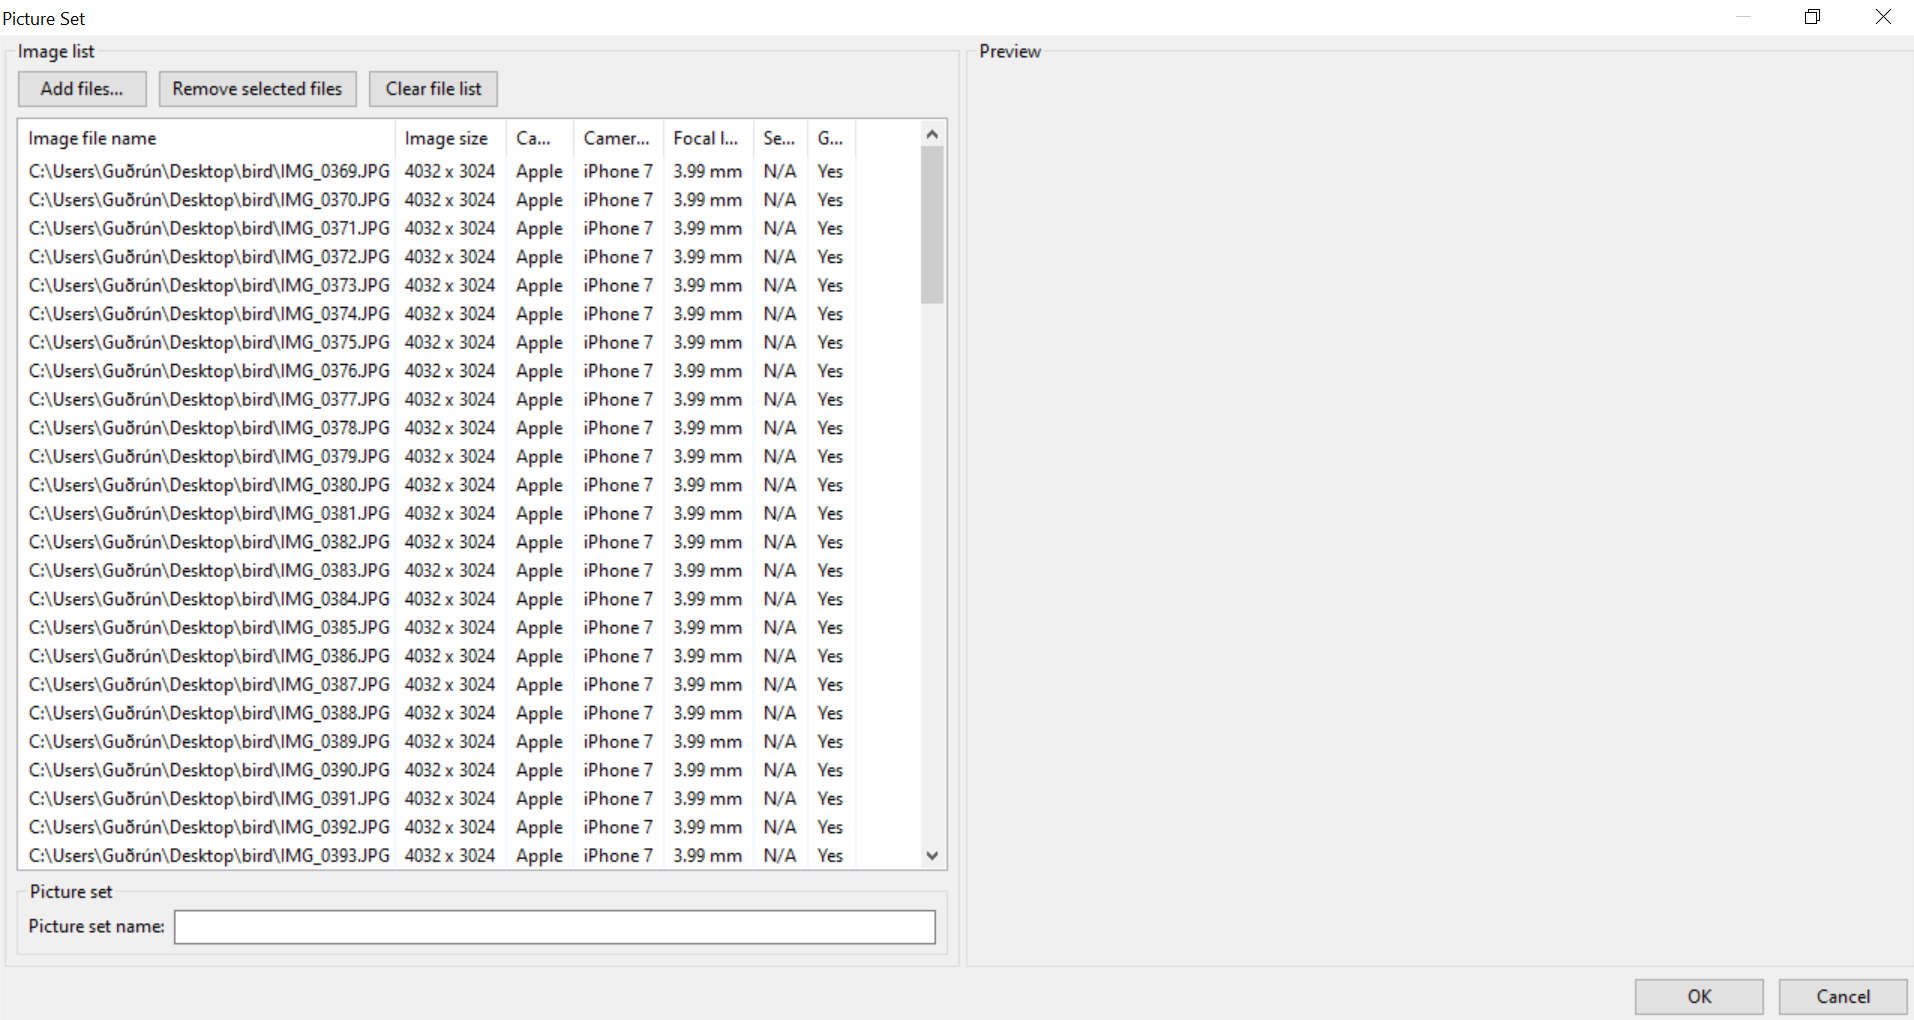 Picture Set
Image list
Preview
Add files... Remove selected files Clear file list
Image file name Image size Ca... Camer... Focal l... Se... G...
C:\Users\Guðrún\Desktop\bird\IMG_0369.JPG 4032 x 3024 Apple iPhone 7 3.99 mm N/A Yes
C:\Users\Guðrún\Desktop\bird\IMG_0370.JPG 4032 x 3024 Apple iPhone 7 3.99 mm N/A Yes
C:\Users\Guðrún\Desktop\bird\IMG_0371.JPG 4032 x 3024 Apple iPhone 7 3.99 mm N/A Yes
C:\Users\Guðrún\Desktop\bird\IMG_0372.JPG 4032 x 3024 Apple iPhone 7 3.99 mm N/A Yes
C:\Users\Guðrún\Desktop\bird\IMG_0373.JPG 4032 x 3024 Apple iPhone 7 3.99 mm N/A Yes
C:\Users\Guðrún\Desktop\bird\IMG_0374.JPG 4032 x 3024 Apple iPhone 7 3.99 mm N/A Yes
C:\Users\Guðrún\Desktop\bird\IMG_0375.JPG 4032 x 3024 Apple iPhone 7 3.99 mm N/A Yes
C:\Users\Guðrún\Desktop\bird\IMG_0376.JPG 4032 x 3024 Apple iPhone 7 3.99 mm N/A Yes
C:\Users\Guðrún\Desktop\bird\IMG_0377.JPG 4032 x 3024 Apple iPhone 7 3.99 mm N/A Yes
C:\Users\Guðrún\Desktop\bird\IMG_0378.JPG 4032 x 3024 Apple iPhone 7 3.99 mm N/A Yes
C:\Users\Guðrún\Desktop\bird\IMG_0379.JPG 4032 x 3024 Apple iPhone 7 3.99 mm N/A Yes
C:\Users\Guðrún\Desktop\bird\IMG_0380.JPG 4032 x 3024 Apple iPhone 7 3.99 mm N/A Yes
C:\Users\Guðrún\Desktop\bird\IMG_0381.JPG 4032 x 3024 Apple iPhone 7 3.99 mm N/A Yes
C:\Users\Guðrún\Desktop\bird\IMG_0382.JPG 4032 x 3024 Apple iPhone 7 3.99 mm N/A Yes
C:\Users\Guðrún\Desktop\bird\IMG_0383.JPG 4032 x 3024 Apple iPhone 7 3.99 mm N/A Yes
C:\Users\Guðrún\Desktop\bird\IMG_0384.JPG 4032 x 3024 Apple iPhone 7 3.99 mm N/A Yes
C:\Users\Guðrún\Desktop\bird\IMG_0385.JPG 4032 x 3024 Apple iPhone 7 3.99 mm N/A Yes
C:\Users\Guðrún\Desktop\bird\IMG_0386.JPG 4032 x 3024 Apple iPhone 7 3.99 mm N/A Yes
C:\Users\Guðrún\Desktop\bird\IMG_0387.JPG 4032 x 3024 Apple iPhone 7 3.99 mm N/A Yes
C:\Users\Guðrún\Desktop\bird\IMG_0388.JPG 4032 x 3024 Apple iPhone 7 3.99 mm N/A Yes
C:\Users\Guðrún\Desktop\bird\IMG_0389.JPG 4032 x 3024 Apple iPhone 7 3.99 mm N/A Yes
C:\Users\Guðrún\Desktop\bird\IMG_0390.JPG 4032 x 3024 Apple iPhone 7 3.99 mm N/A Yes
C:\Users\Guðrún\Desktop\bird\IMG_0391.JPG 4032 x 3024 Apple iPhone 7 3.99 mm N/A Yes
C:\Users\Guðrún\Desktop\bird\IMG_0392.JPG 4032 x 3024 Apple iPhone 7 3.99 mm N/A Yes
C:\Users\Guðrún\Desktop\bird\IMG_0393.JPG 4032 x 3024 Apple iPhone 7 3.99 mm N/A Yes
Picture set
Picture set name:
OK Cancel